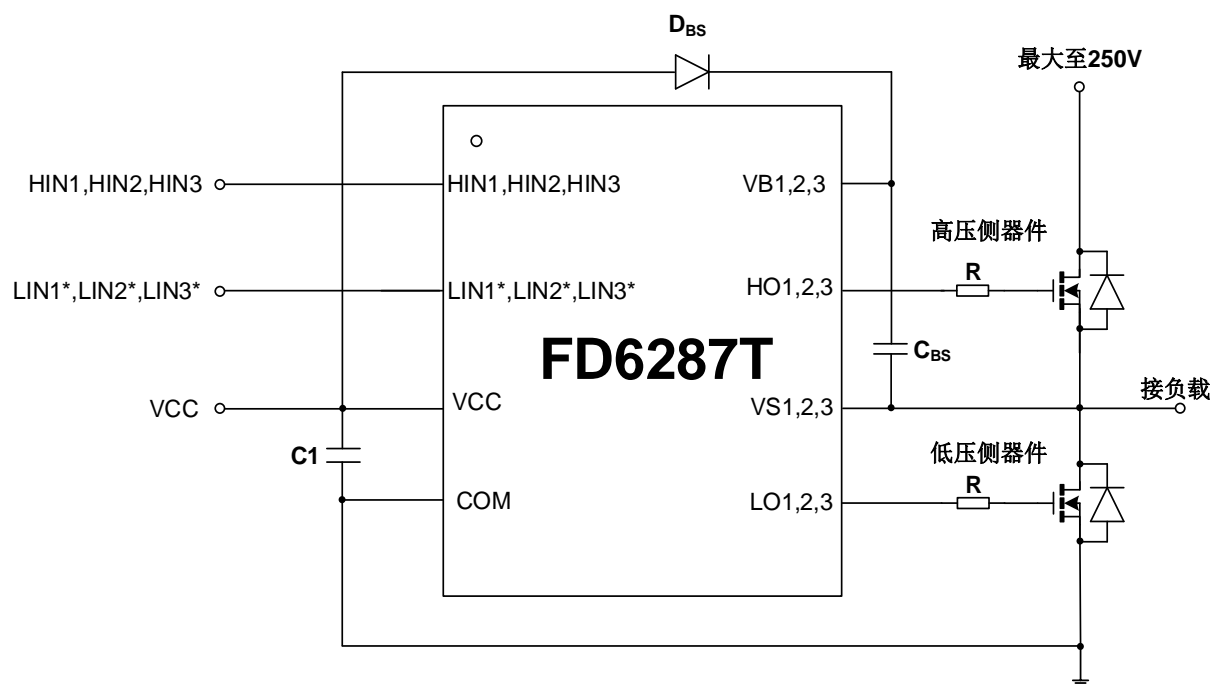 DBS
最大至250V
HIN1,HIN2,HIN3
HIN1,HIN2,HIN3
VB1,2,3
高压侧器件
R
LIN1*,LIN2*,LIN3*
LIN1*,LIN2*,LIN3*
HO1,2,3
FD6287T
CBS
VCC
VCC
VS1,2,3
接负载
C1
低压侧器件
R
COM
LO1,2,3